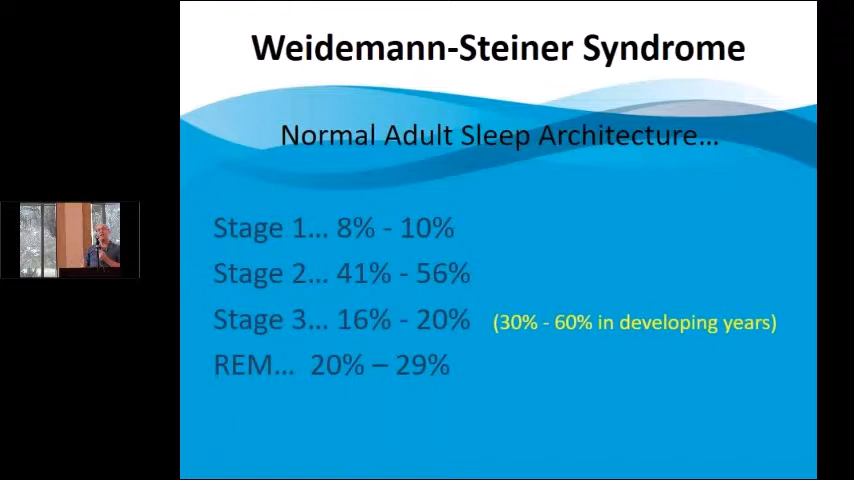 Weidemann-Steiner Syndrome
Normal Adult Sleep Architecture...
Stage 1... 8% - 10%
Stage 2... 41% - 56%
Stage 3... 16% - 20% (30% - 60% in developing years)
REM... 20% – 29%